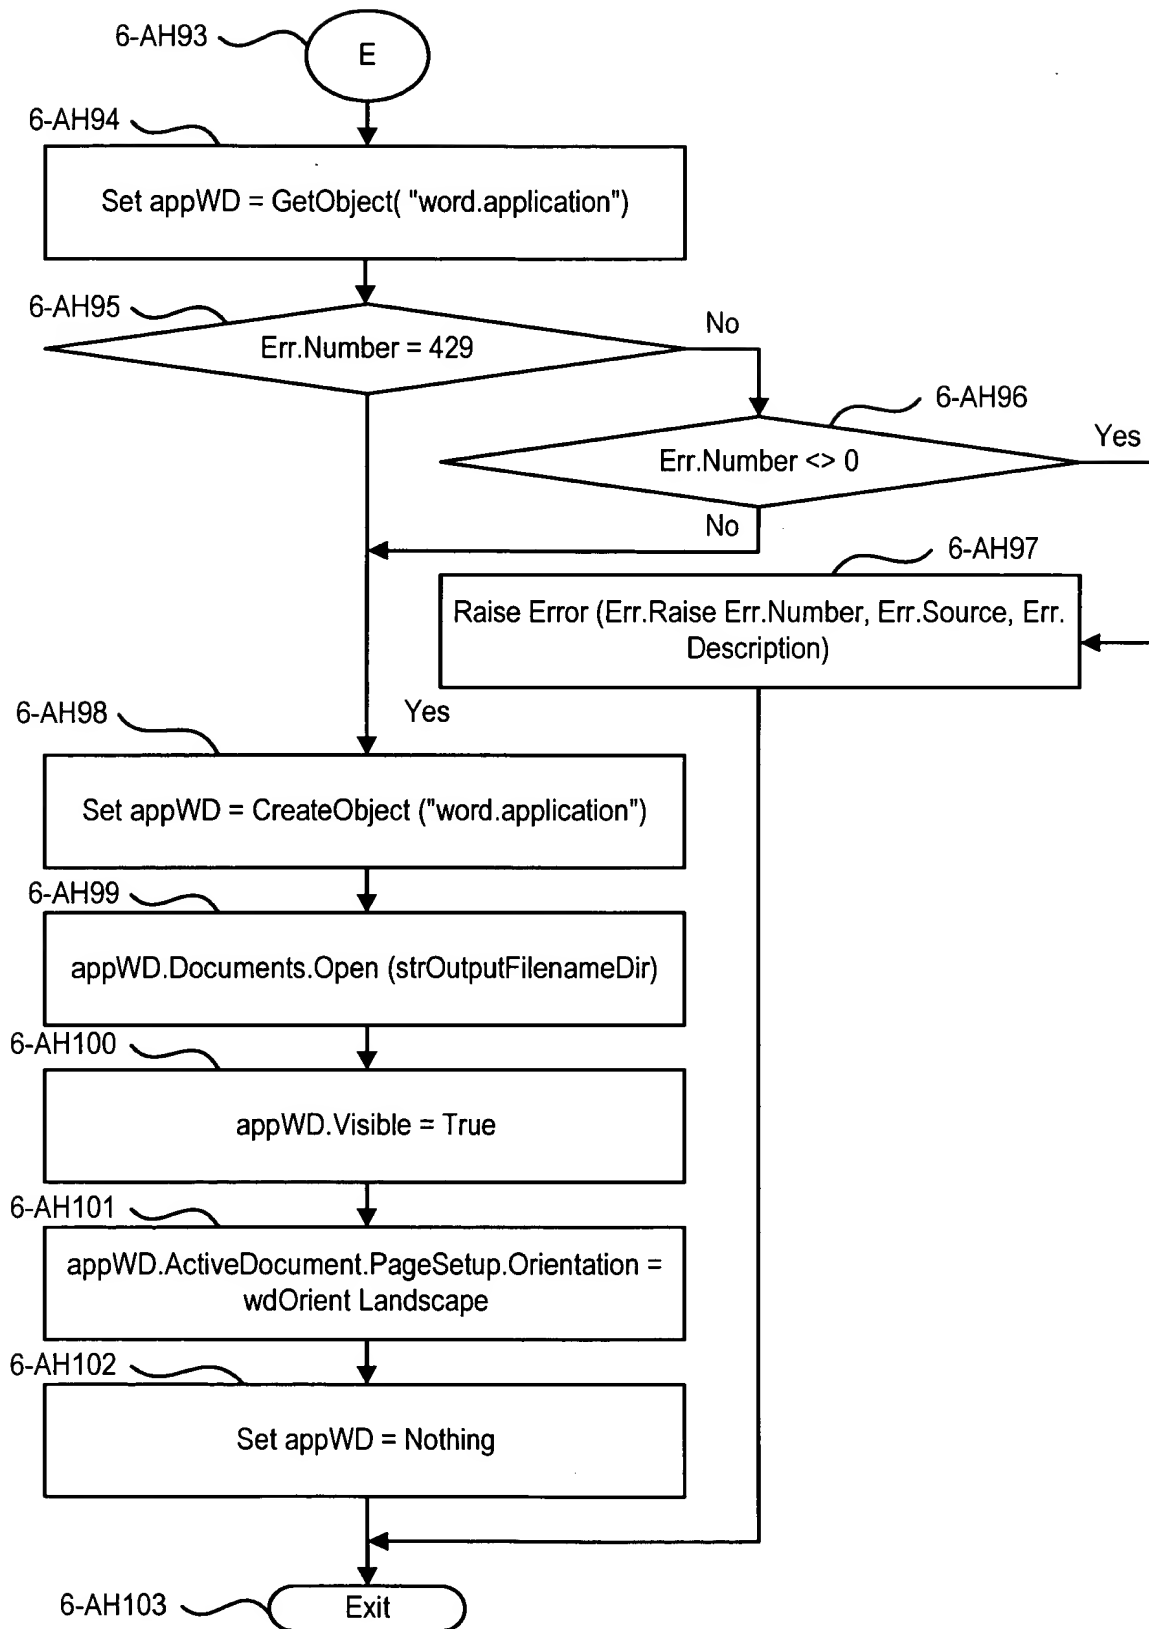 6-AH93
E
6-AH94
Set appWD = GetObject( "word.application")
6-AH95
Err.Number = 429
No
6-AH96
Err.Number <> 0
Yes
No
6-AH97
Raise Error (Err.Raise Err.Number, Err.Source, Err.
Description)
Yes
6-AH98
Set appWD = CreateObject ("word.application")
6-AH99
appWD.Documents.Open (strOutputFilenameDir)
6-AH100
appWD.Visible = True
6-AH101
appWD.ActiveDocument.PageSetup.Orientation =
wdOrient Landscape
6-AH102
Set appWD = Nothing
6-AH103
Exit